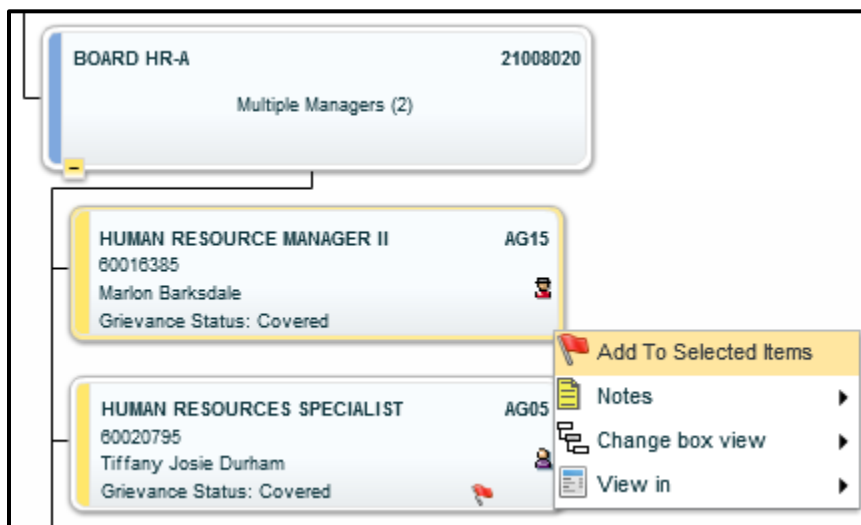 BOARD HR-A 21008020
Multiple Managers (2)
HUMAN RESOURCE MANAGER II AG15
60016385
Marlon Barksdale
Grievance Status: Covered
Add To Selected Items
Notes
HUMAN RESOURCES SPECIALIST AG05
60020795
Change box view
Tiffany Josie Durham
Grievance Status: Covered
View in